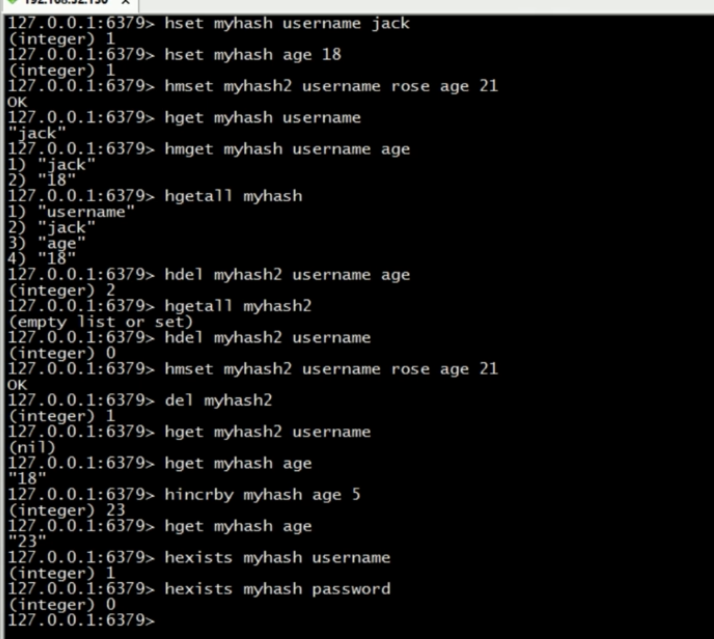 127.0.0.1:6379> hset myhash username jack
(integer) 1
127.0.0.1:6379> hset myhash age 18
(integer) 1
127.0.0.1:6379> hmset myhash2 username rose age 21
OK
127.0.0.1:6379> hget myhash username
"jack"
127.0.0.1:6379> hmget myhash username age
1) "jack"
2) "18"
127.0.0.1:6379> hgetall myhash
1) "username"
2) "jack"
3) "age"
4) "18"
127.0.0.1:6379> hdel myhash2 username age
(integer) 2
127.0.0.1:6379> hgetall myhash2
(empty list or set)
127.0.0.1:6379> hdel myhash2 username
(integer) 0
127.0.0.1:6379> hmset myhash2 username rose age 21
OK
127.0.0.1:6379> del myhash2
(integer) 1
127.0.0.1:6379> hget myhash2 username
(nil)
127.0.0.1:6379> hget myhash age
"18"
127.0.0.1:6379> hincrby myhash age 5
(integer) 23
127.0.0.1:6379> hget myhash age
"23"
127.0.0.1:6379> hexists myhash username
(integer) 1
127.0.0.1:6379> hexists myhash password
(integer) 0
127.0.0.1:6379>